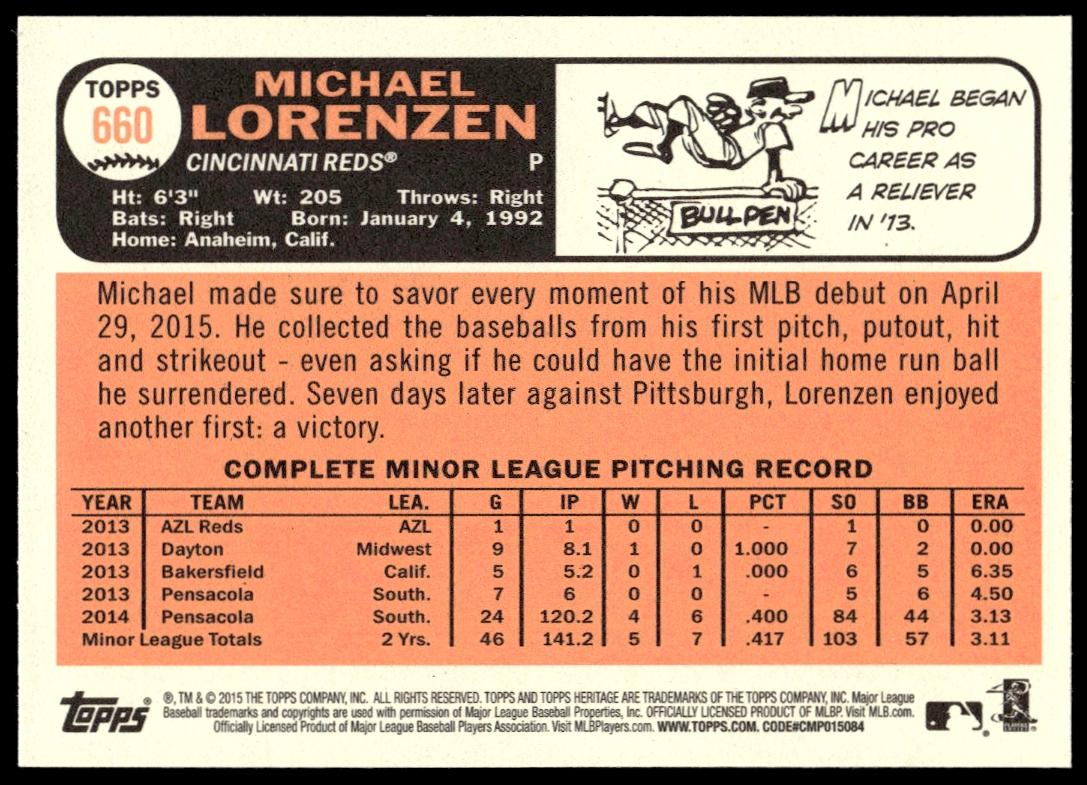 TOPPS
660
MICHAEL
LORENZEN
CINCINNATI REDS® P
Ht: 6'3" Wt: 205 Throws: Right
Bats: Right Born: January 4, 1992
Home: Anaheim, Calif.
BULLPEN
MICHAEL BEGAN
HIS PRO
CAREER AS
A RELIEVER
IN '13.
Michael made sure to savor every moment of his MLB debut on April
29, 2015. He collected the baseballs from his first pitch, putout, hit
and strikeout - even asking if he could have the initial home run ball
he surrendered. Seven days later against Pittsburgh, Lorenzen enjoyed
another first: a victory.
COMPLETE MINOR LEAGUE PITCHING RECORD
YEAR TEAM LEA. G IP W L PCT SO BB ERA
2013 AZL Reds AZL 1 1 0 0 - 1 0 0.00
2013 Dayton Midwest 9 8.1 1 0 1.000 7 2 0.00
2013 Bakersfield Calif. 5 5.2 0 1 .000 6 5 6.35
2013 Pensacola South. 7 6 0 0 - 5 6 4.50
2014 Pensacola South. 24 120.2 4 6 .400 84 44 3.13
Minor League Totals 2 Yrs. 46 141.2 5 7 .417 103 57 3.11
Topps®
®, TM & © 2015 THE TOPPS COMPANY, INC. ALL RIGHTS RESERVED. TOPPS AND TOPPS HERITAGE ARE TRADEMARKS OF THE TOPPS COMPANY, INC. Major League
Baseball trademarks and copyrights are used with permission of Major League Baseball Properties, Inc. OFFICIALLY LICENSED PRODUCT OF MLBP. Visit MLB.com.
Officially Licensed Product of Major League Baseball Players Association. Visit MLBPlayers.com. WWW.TOPPS.COM. CODE#CMP015084